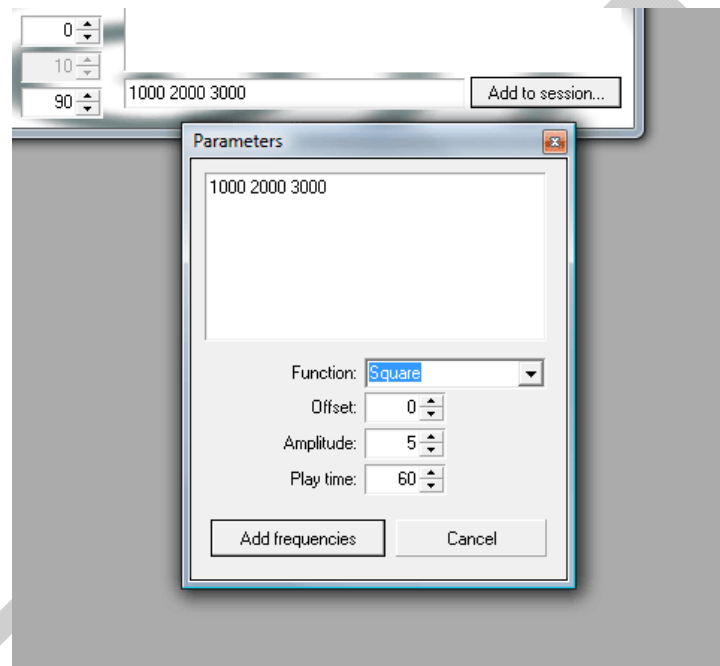 0
10
90
1000 2000 3000 Add to session...
Parameters
1000 2000 3000
Function: Square
Offset: 0
Amplitude: 5
Play time: 60
Add frequencies Cancel